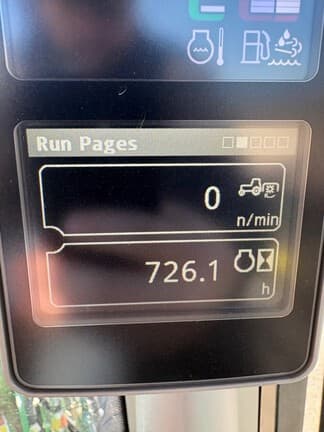 Run Pages
0
n/min
726.1
h